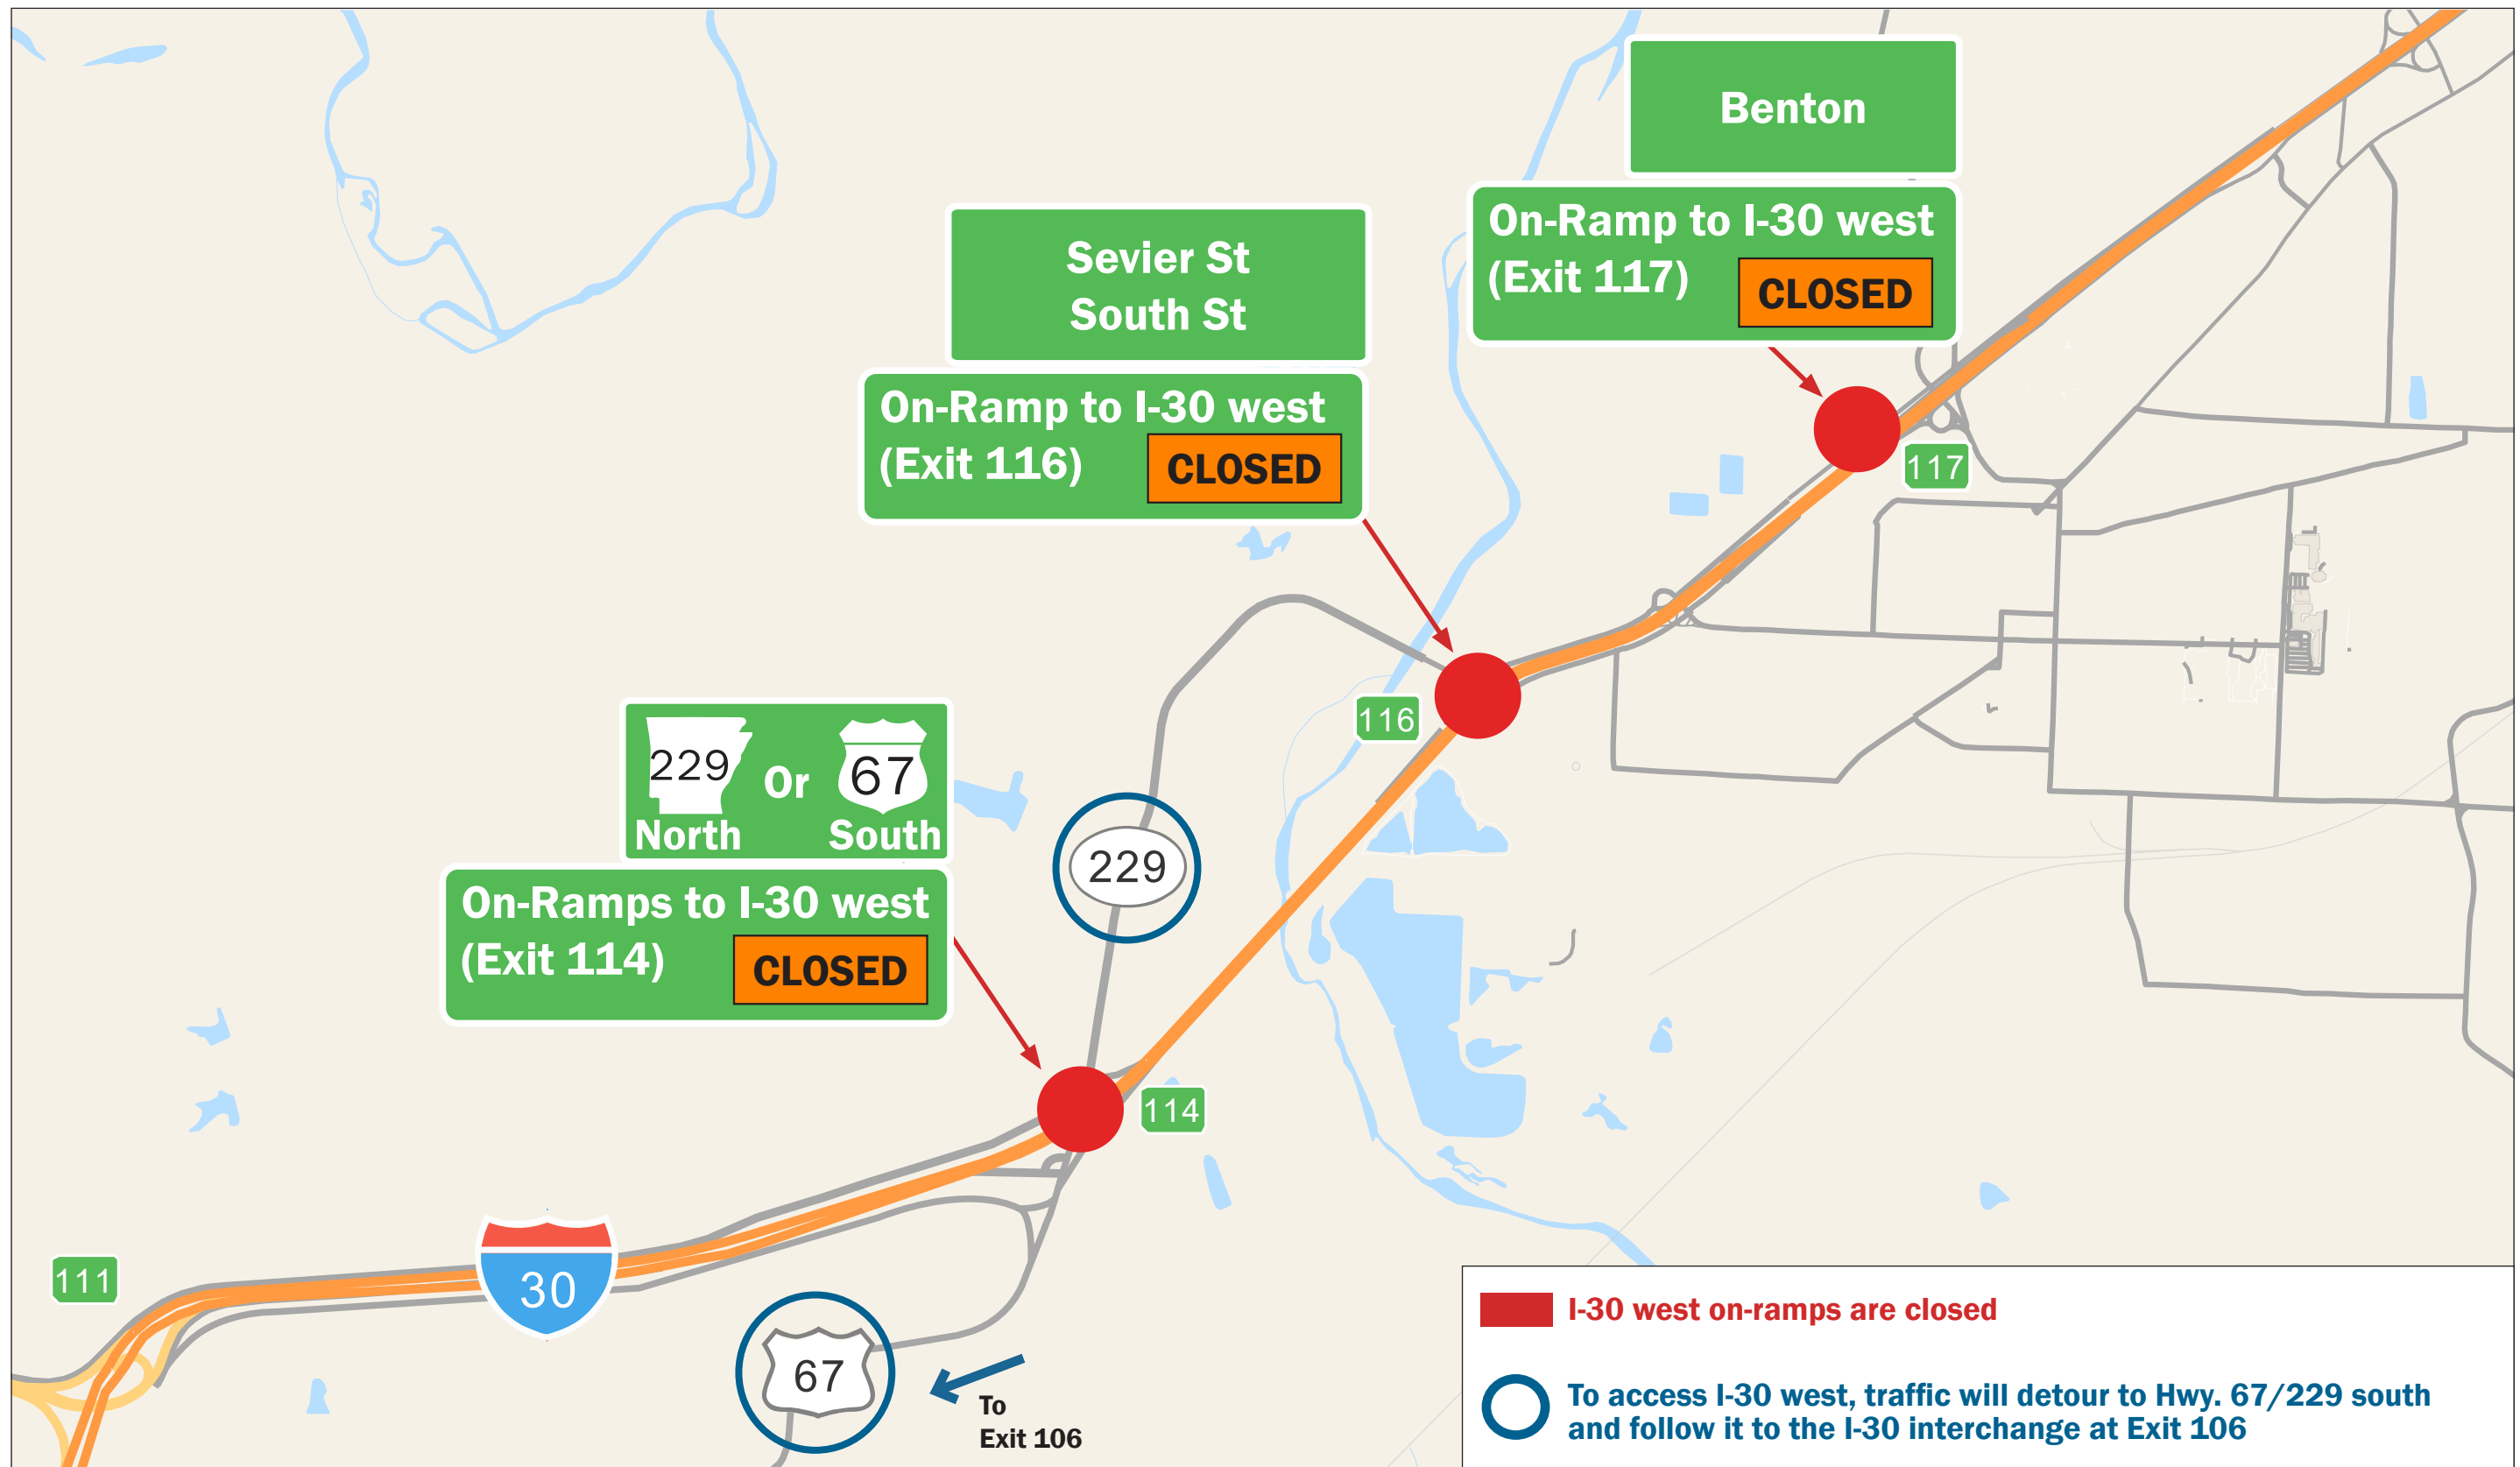 Benton
On-Ramp to I-30 west
(Exit 117)
CLOSED
117
Sevier St
South St
On-Ramp to I-30 west
(Exit 116)
CLOSED
116
229 Or 67
North South
On-Ramps to I-30 west
(Exit 114)
CLOSED
229
114
111
30
67
To
Exit 106
I-30 west on-ramps are closed
To access I-30 west, traffic will detour to Hwy. 67/229 south
and follow it to the I-30 interchange at Exit 106